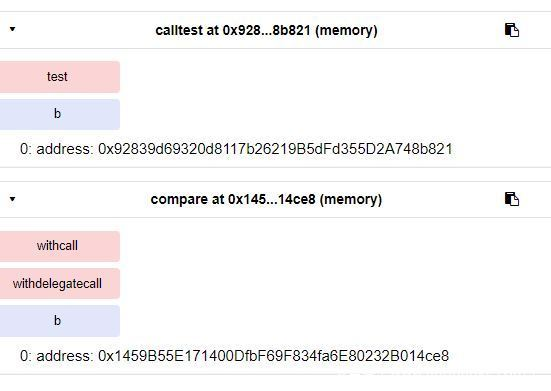 calltest at 0x928...8b821 (memory)
test
b
0: address: 0x92839d69320d8117b26219B5dFd355D2A748b821
compare at 0x145...14ce8 (memory)
withcall
withdelegatecall
b
0: address: 0x1459B55E171400DfbF69F834fa6E80232B014ce8